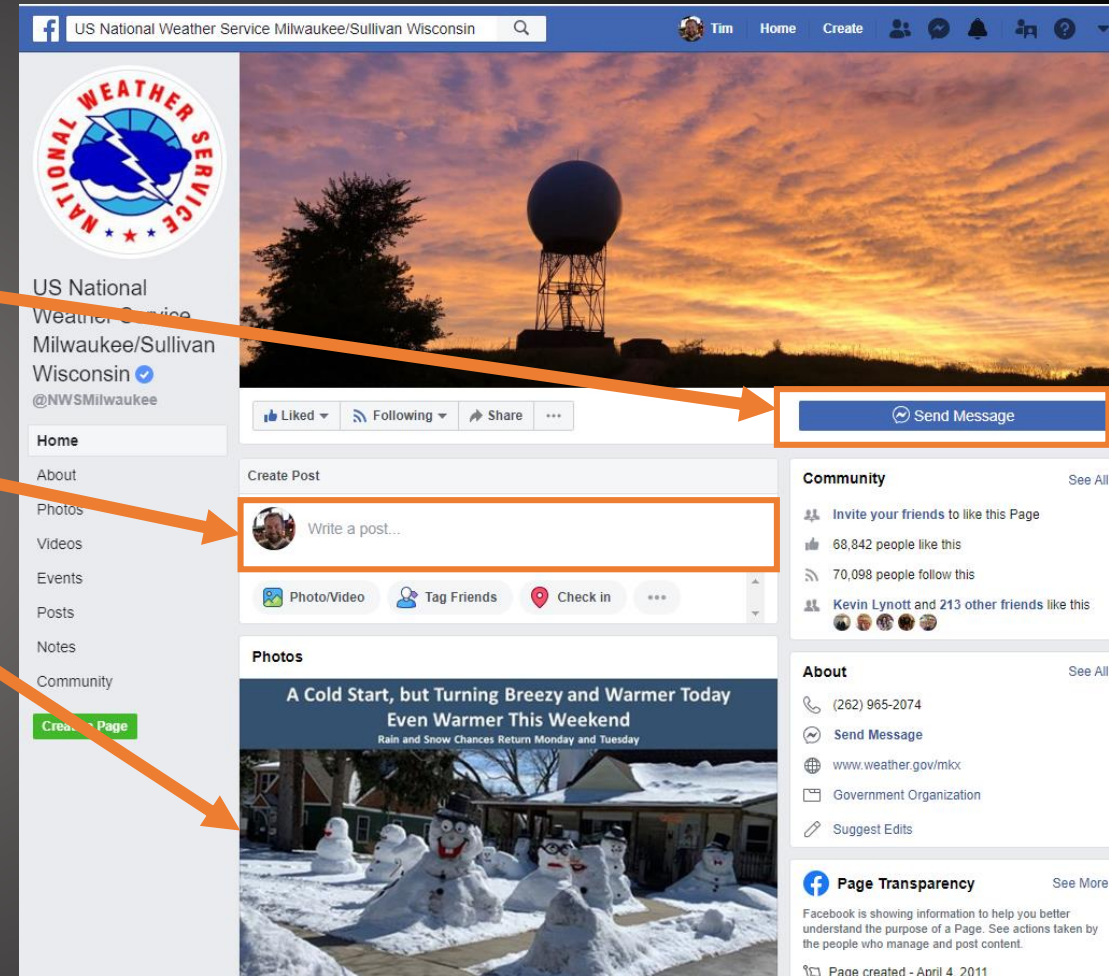 US National Weather Service Milwaukee/Sullivan Wisconsin
Tim Home Create
NATIONAL WEATHER SERVICE
US National
Weather Service
Milwaukee/Sullivan
Wisconsin
@NWSMilwaukee
Home
About
Photos
Videos
Events
Posts
Notes
Community
Create a Page
Liked Following Share ...
Send Message
Create Post
Write a post...
Photo/Video Tag Friends Check in ...
Photos
A Cold Start, but Turning Breezy and Warmer Today
Even Warmer This Weekend
Rain and Snow Chances Return Monday and Tuesday
Community See All
Invite your friends to like this Page
68,842 people like this
70,098 people follow this
Kevin Lynott and 213 other friends like this
About See All
(262) 965-2074
Send Message
www.weather.gov/mkx
Government Organization
Suggest Edits
Page Transparency See More
Facebook is showing information to help you better
understand the purpose of a Page. See actions taken by
the people who manage and post content.
Page created - April 4, 2011